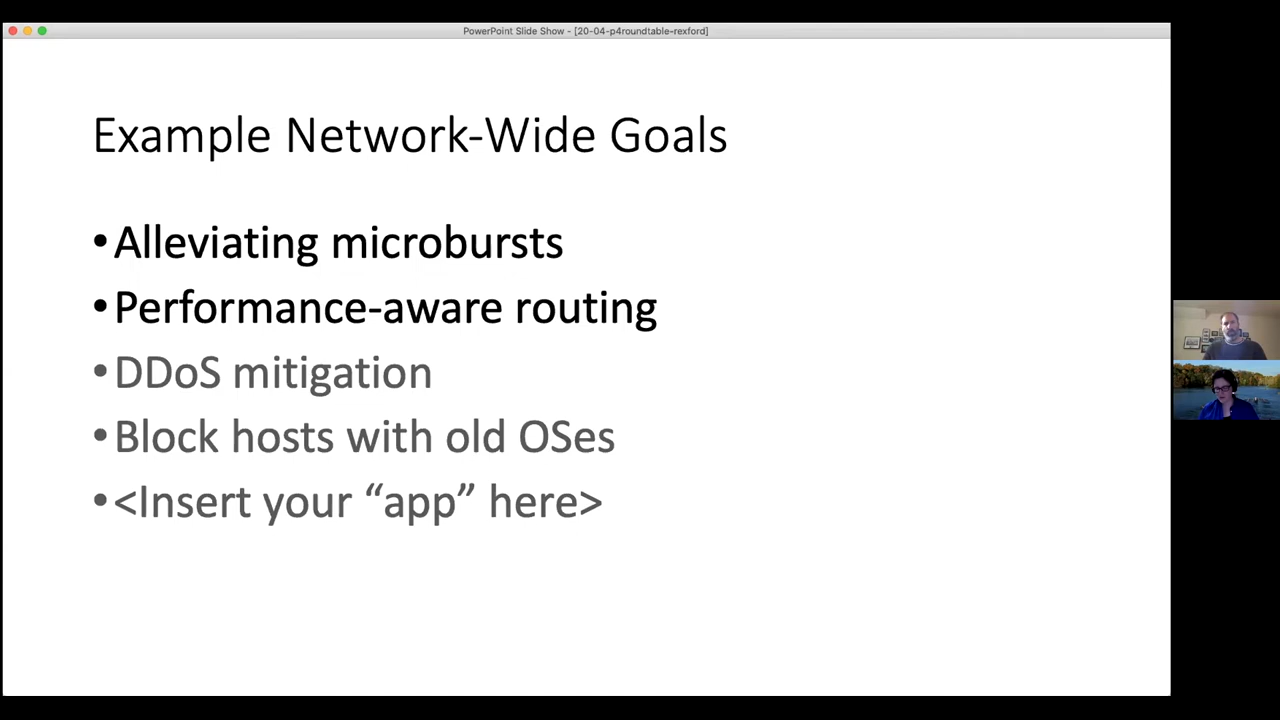 PowerPoint Slide Show - [20-04-p4roundtable-rexford]
Example Network-Wide Goals
•Alleviating microbursts
•Performance-aware routing
•DDoS mitigation
•Block hosts with old OSes
•<Insert your “app” here>